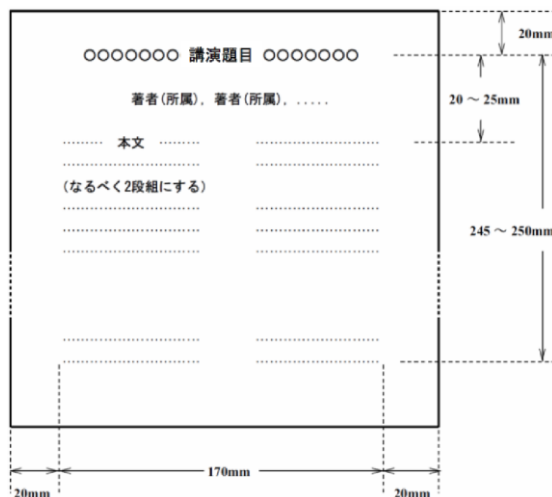 20mm
○○○○○○○ 講演題目 ○○○○○○○
20 ～ 25mm
著者(所属)，著者(所属)，.....
........ 本文 ........
(なるべく2段組にする)
245 ～ 250mm
170mm
20mm
20mm